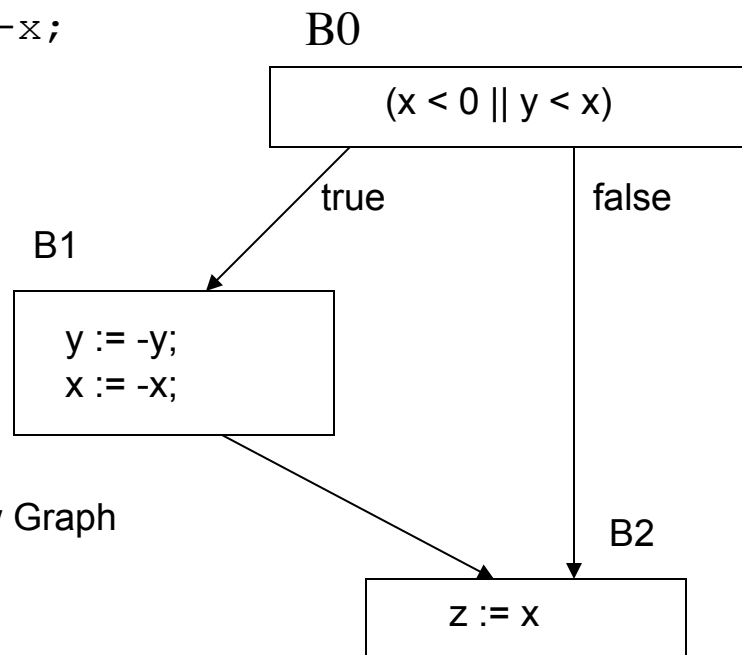 -x;
B0
(x < 0 || y < x)
true
false
B1
y := -y;
x := -x;
Graph
B2
z := x